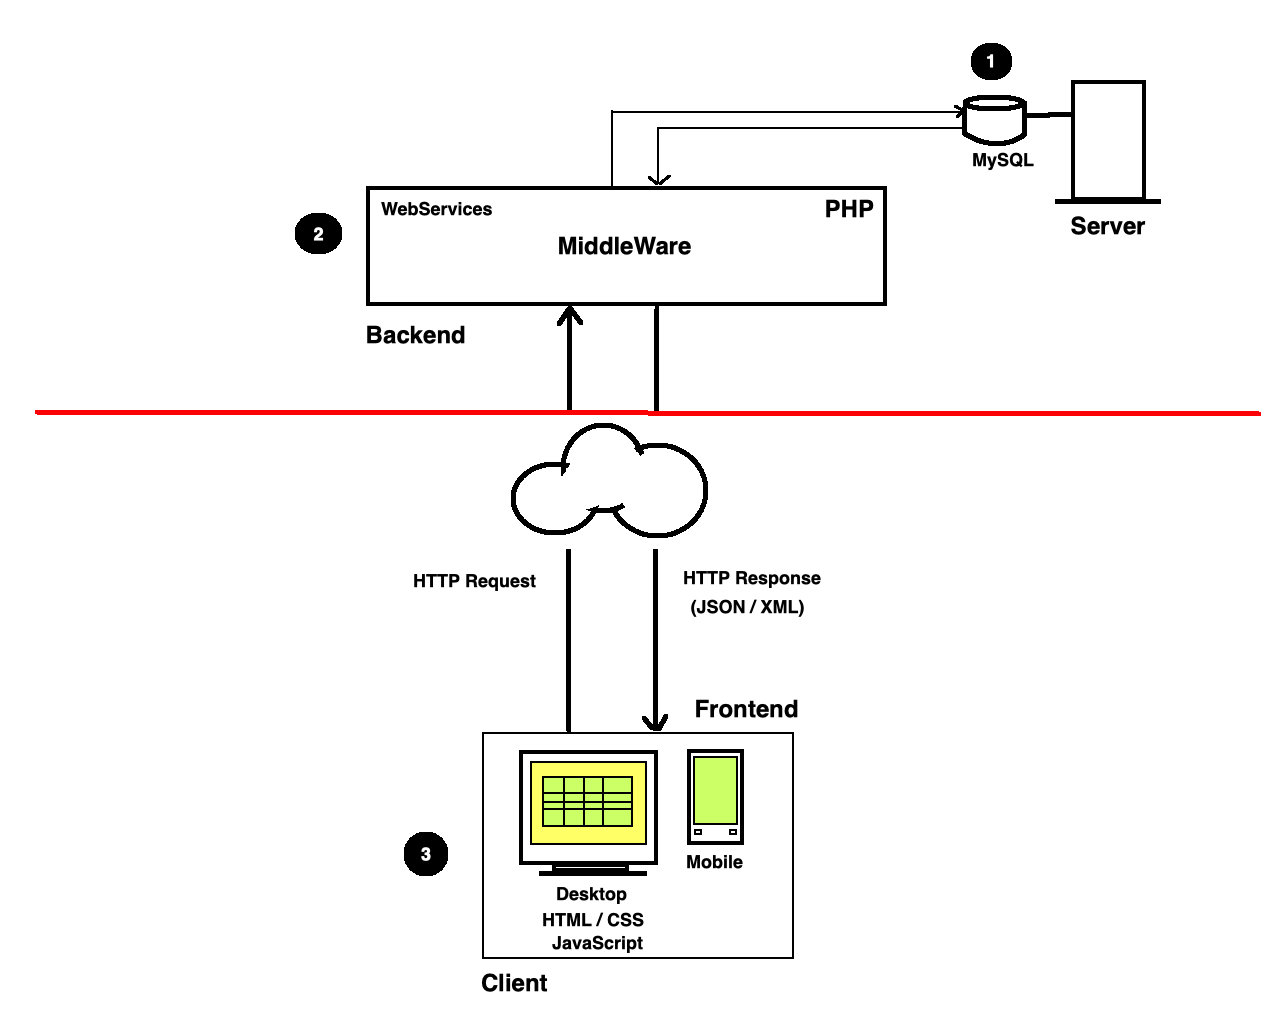 1
MySQL
Server
2
WebServices
PHP
MiddleWare
Backend
HTTP Request
HTTP Response
(JSON / XML)
Frontend
3
Mobile
Desktop
HTML / CSS
JavaScript
Client